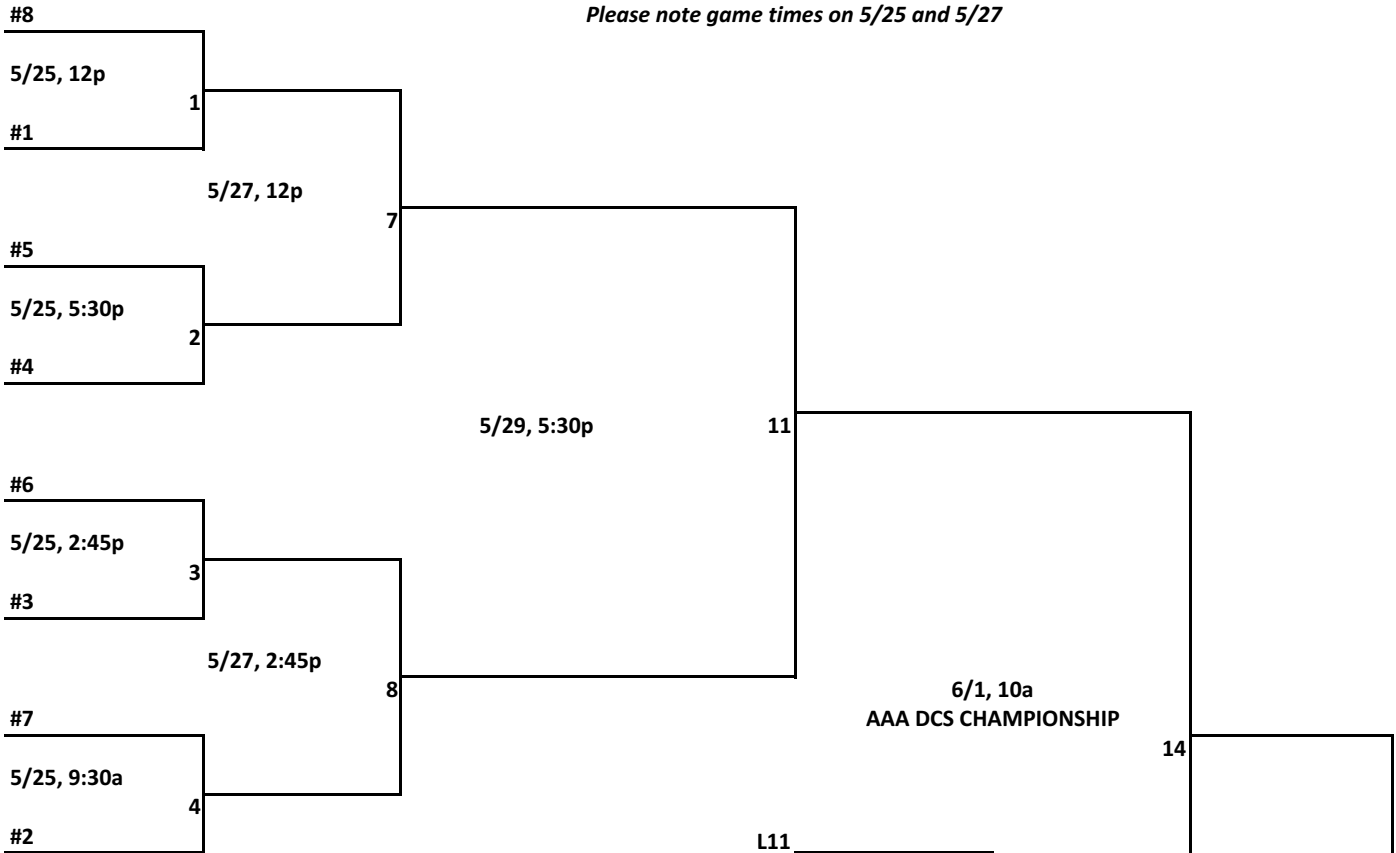 #8
Please note game times on 5/25 and 5/27
5/25, 12p
1
#1
5/27, 12p
7
#5
5/25, 5:30p
2
#4
5/29, 5:30p
11
#6
5/25, 2:45p
3
#3
5/27, 2:45p
8
6/1, 10a
AAA DCS CHAMPIONSHIP
14
#7
5/25, 9:30a
4
#2
L11